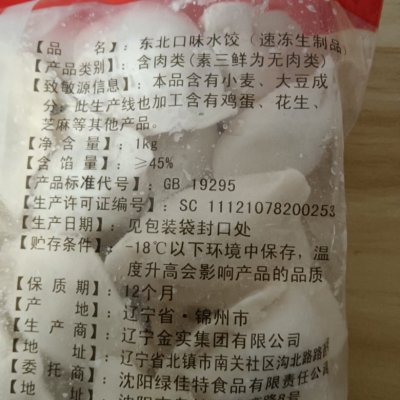 【品 名】：东北口味水饺（速冻生制品）
【产品类别】：含肉类(素三鲜为无肉类)
【致敏源信息】：本品含有小麦、大豆成
分；此生产线也加工含有鸡蛋、花生、
芝麻等其他产品。
【净 含 量】：1kg
【含 馅 量】：≥45%
【产品标准代号】：GB 19295
【生产许可证编号】：SC 11121078200253
【生产日期】：见包装袋封口处
【贮存条件】：-18℃以下环境中保存，温
度升高会影响产品的品质
【保 质 期】：12个月
【产 地】：辽宁省·锦州市
【生 产 商】：辽宁金实集团有限公司
【地 址】：辽宁省北镇市南关社区沟北路
【委 托 商】：沈阳绿佳特食品有限责任公
【地 址】：沈阳市
路8号